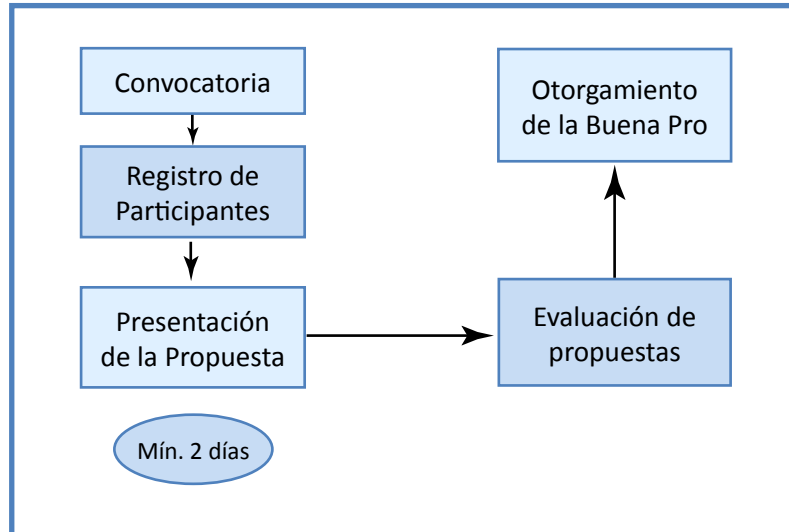 Convocatoria
Registro de
Participantes
Presentación
de la Propuesta
Mín. 2 días
Evaluación de
propuestas
Otorgamiento
de la Buena Pro